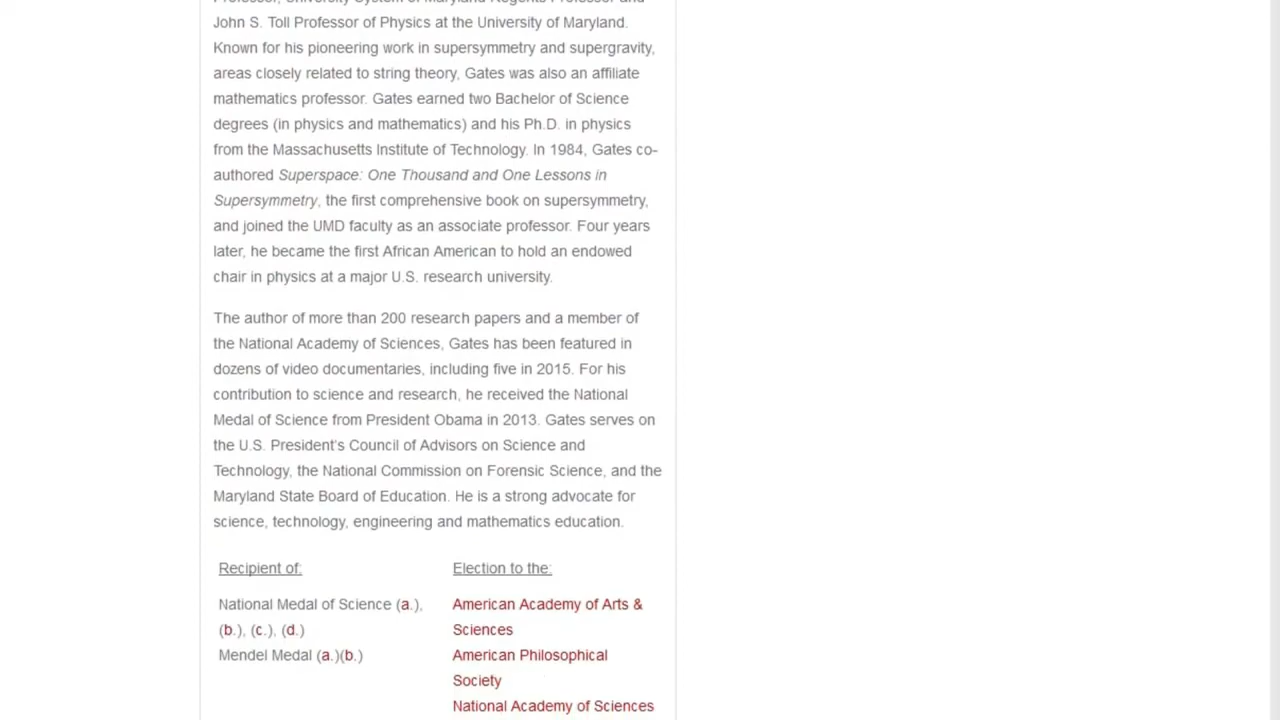 Professor, University System of Maryland Regents Professor and
John S. Toll Professor of Physics at the University of Maryland.
Known for his pioneering work in supersymmetry and supergravity,
areas closely related to string theory, Gates was also an affiliate
mathematics professor. Gates earned two Bachelor of Science
degrees (in physics and mathematics) and his Ph.D. in physics
from the Massachusetts Institute of Technology. In 1984, Gates co-
authored Superspace: One Thousand and One Lessons in
Supersymmetry, the first comprehensive book on supersymmetry,
and joined the UMD faculty as an associate professor. Four years
later, he became the first African American to hold an endowed
chair in physics at a major U.S. research university.
The author of more than 200 research papers and a member of
the National Academy of Sciences, Gates has been featured in
dozens of video documentaries, including five in 2015. For his
contribution to science and research, he received the National
Medal of Science from President Obama in 2013. Gates serves on
the U.S. President's Council of Advisors on Science and
Technology, the National Commission on Forensic Science, and the
Maryland State Board of Education. He is a strong advocate for
science, technology, engineering and mathematics education.
Recipient of:
National Medal of Science (a.),
(b.), (c.), (d.)
Mendel Medal (a.)(b.)
Election to the:
American Academy of Arts &
Sciences
American Philosophical
Society
National Academy of Sciences